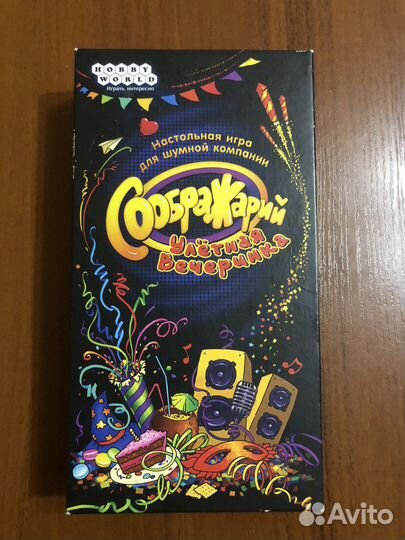 HOBBY
WORLD
Играть интересно
Настольная игра
для шумной компании
Соображарий
Улётная
Вечеринка
Avito